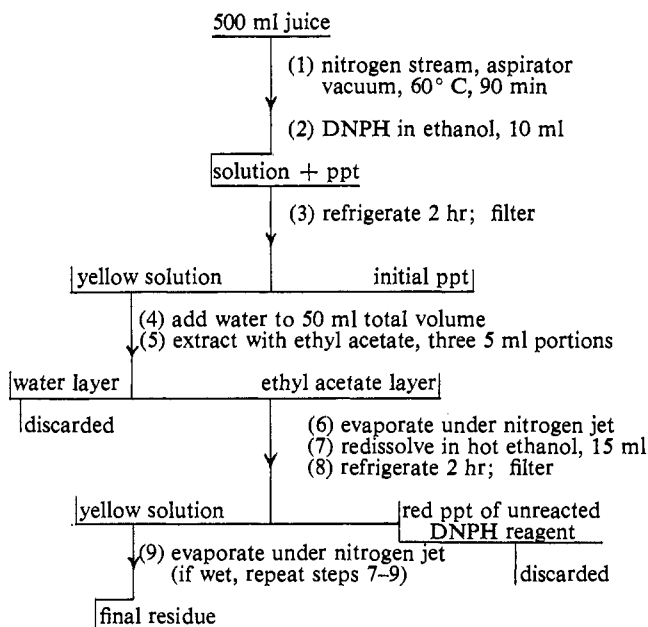 500 ml juice
(1) nitrogen stream, aspirator
vacuum, 60° C, 90 min
(2) DNPH in ethanol, 10 ml
solution + ppt
(3) refrigerate 2 hr; filter
yellow solution initial ppt
(4) add water to 50 ml total volume
(5) extract with ethyl acetate, three 5 ml portions
water layer ethyl acetate layer
discarded
(6) evaporate under nitrogen jet
(7) redissolve in hot ethanol, 15 ml
(8) refrigerate 2 hr; filter
yellow solution red ppt of unreacted
DNPH reagent
(9) evaporate under nitrogen jet
(if wet, repeat steps 7–9) discarded
final residue